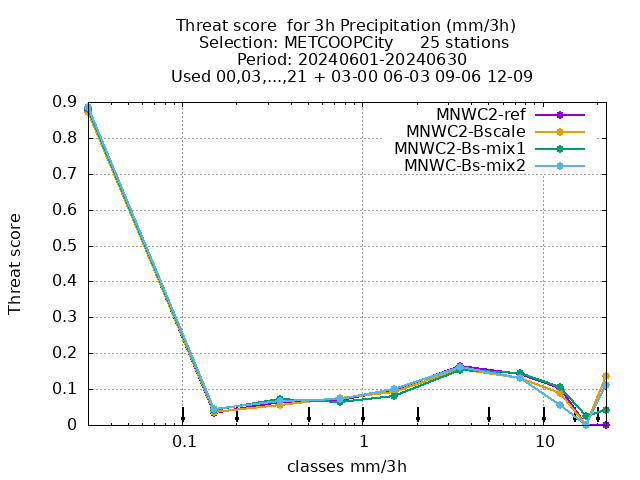 Threat score  for 3h Precipitation (mm/3h)
Selection: METCOOPCity     25 stations
Period: 20240601-20240630
Used 00,03,...,21 + 03-00 06-03 09-06 12-09
MNWC2-ref
MNWC2-Bscale
MNWC2-Bs-mix1
MNWC-Bs-mix2
0.9
0.8
0.7
0.6
0.5
0.4
0.3
0.2
0.1
0
Threat score
0.1 1 10
classes mm/3h